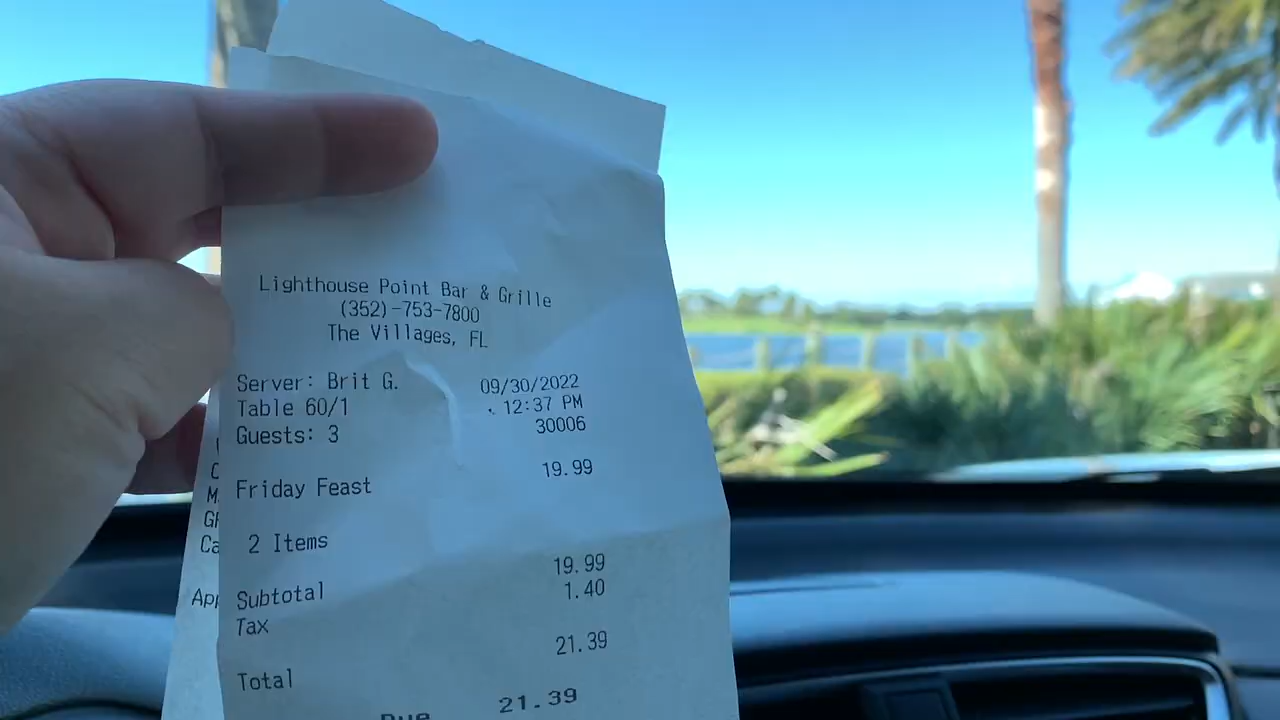 Lighthouse Point Bar & Grille
(352)-753-7800
The Villages, FL
Server: Brit G. 09/30/2022
Table 60/1 12:37 PM
Guests: 3 30006
Friday Feast 19.99
2 Items
Subtotal 19.99
Tax 1.40
Total 21.39
Due 21.39